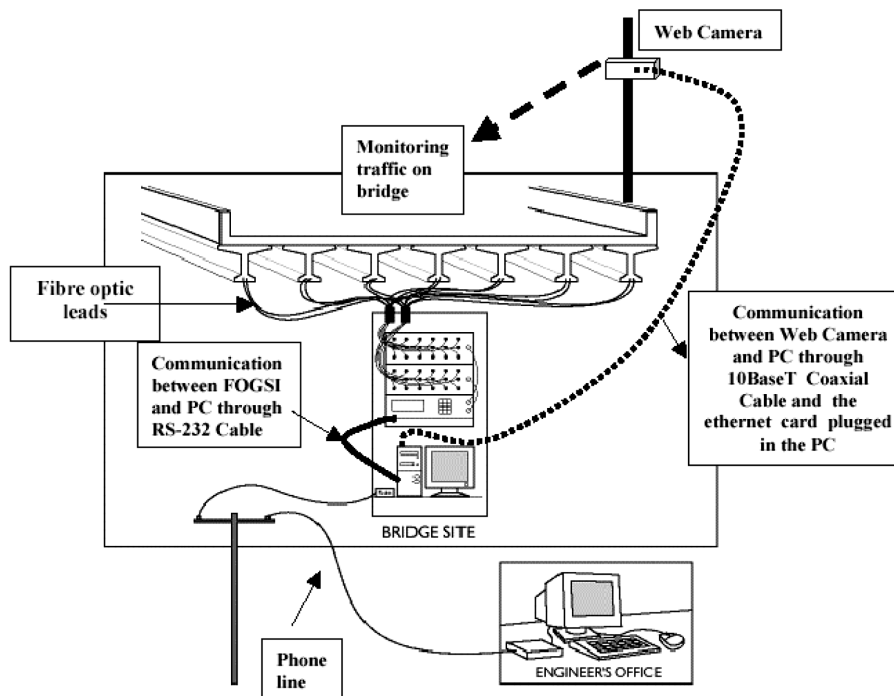 Web Camera
Monitoring
traffic on
bridge
Fibre optic
leads
Communication
between FOGSI
and PC through
RS-232 Cable
Communication
between Web Camera
and PC through
10BaseT Coaxial
Cable and the
ethernet card plugged
in the PC
BRIDGE SITE
Phone
line
ENGINEER'S OFFICE